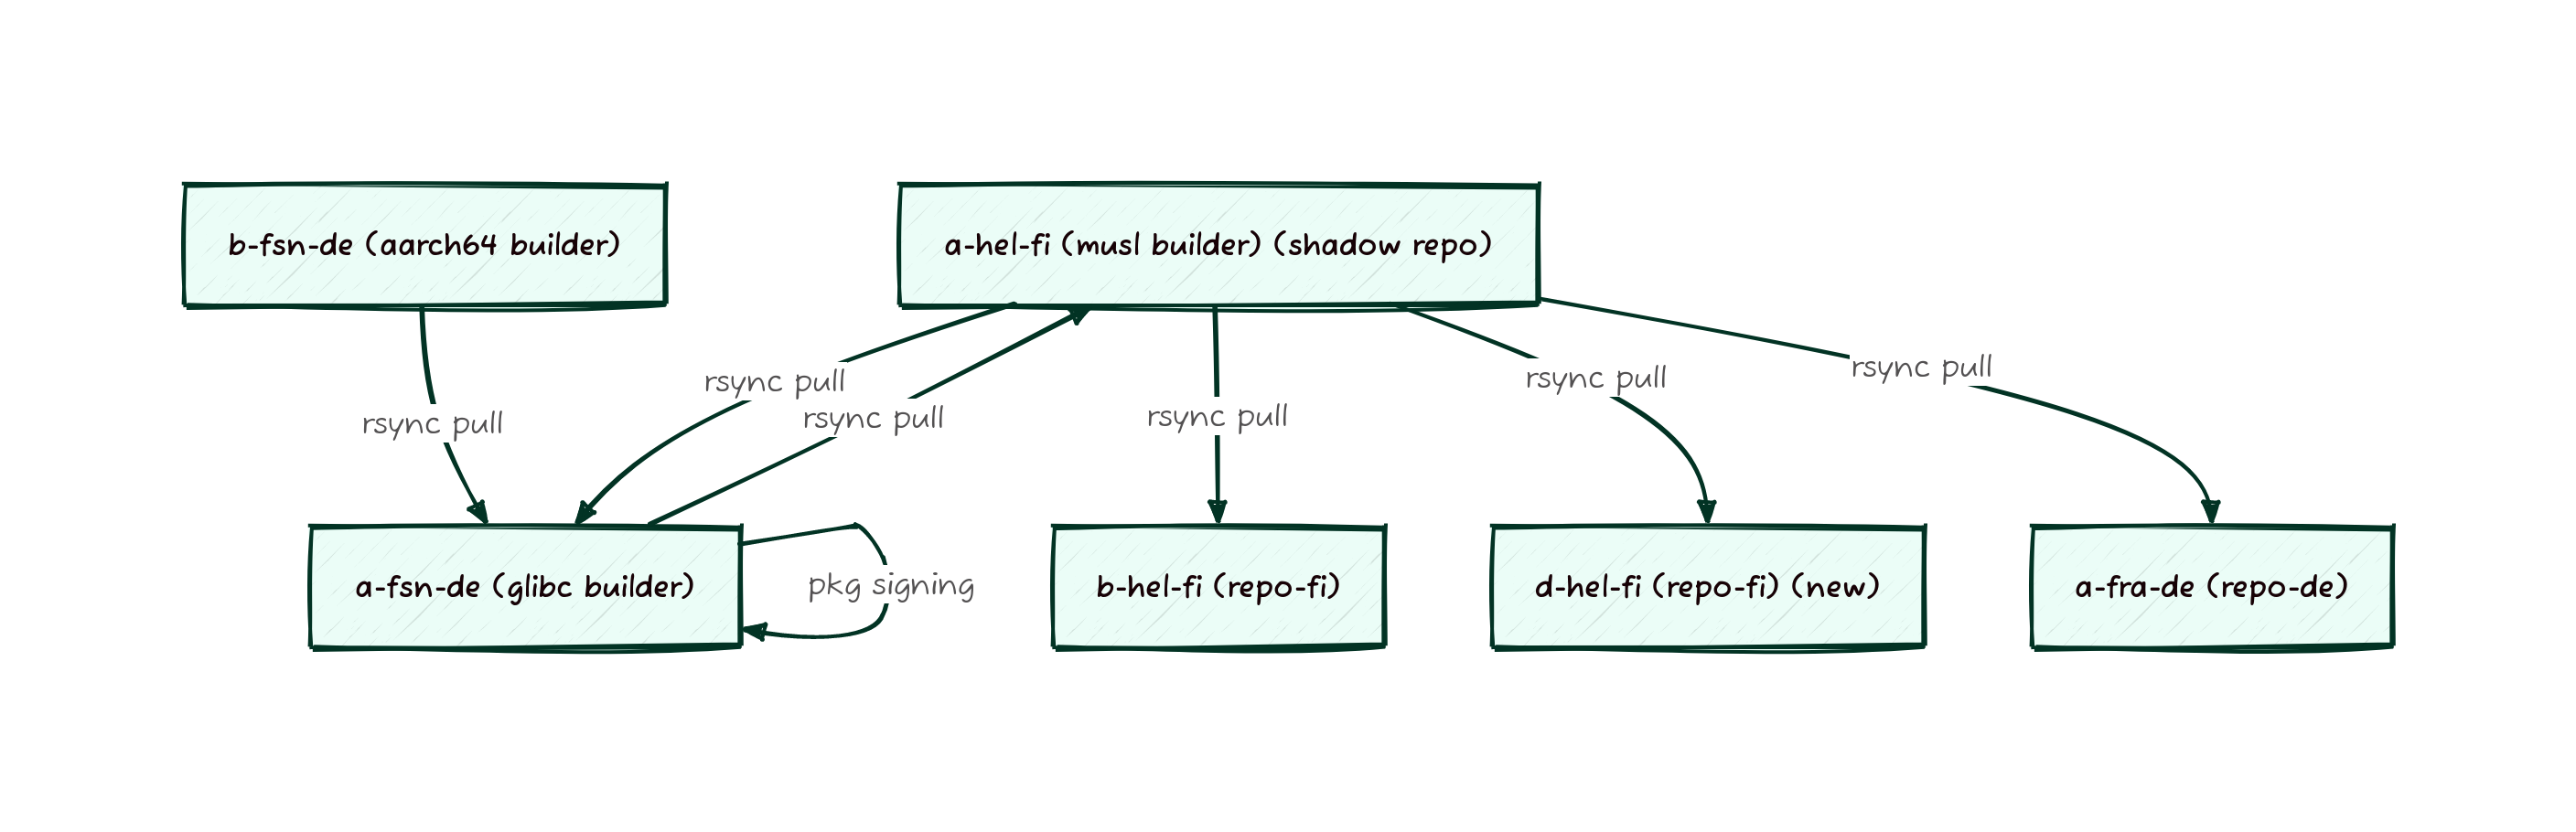 b-fsn-de (aarch64 builder)
a-hel-fi (musl builder) (shadow repo)
rsync pull
rsync pull
rsync pull
rsync pull
rsync pull
rsync pull
a-fsn-de (glibc builder)
pkg signing
b-hel-fi (repo-fi)
d-hel-fi (repo-fi) (new)
a-fra-de (repo-de)